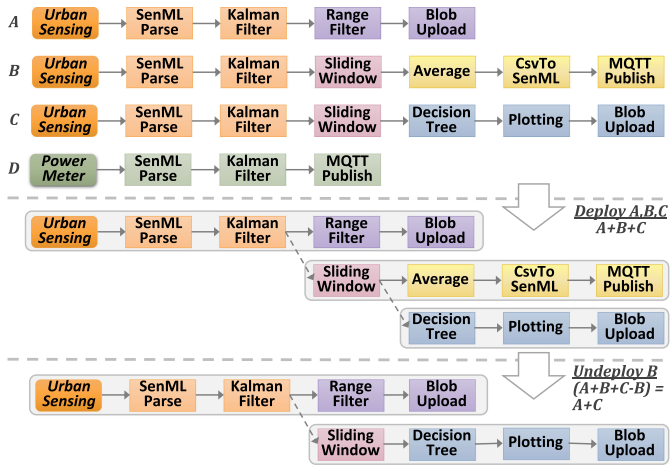 A
Urban Sensing
SenML Parse
Kalman Filter
Range Filter
Blob Upload
B
Urban Sensing
SenML Parse
Kalman Filter
Sliding Window
Average
CsvTo SenML
MQTT Publish
C
Urban Sensing
SenML Parse
Kalman Filter
Sliding Window
Decision Tree
Plotting
Blob Upload
D
Power Meter
SenML Parse
Kalman Filter
MQTT Publish
Deploy A,B,C
A+B+C
Urban Sensing
SenML Parse
Kalman Filter
Range Filter
Blob Upload
Sliding Window
Average
CsvTo SenML
MQTT Publish
Decision Tree
Plotting
Blob Upload
Undeploy B
(A+B+C-B) =
A+C
Urban Sensing
SenML Parse
Kalman Filter
Range Filter
Blob Upload
Sliding Window
Decision Tree
Plotting
Blob Upload